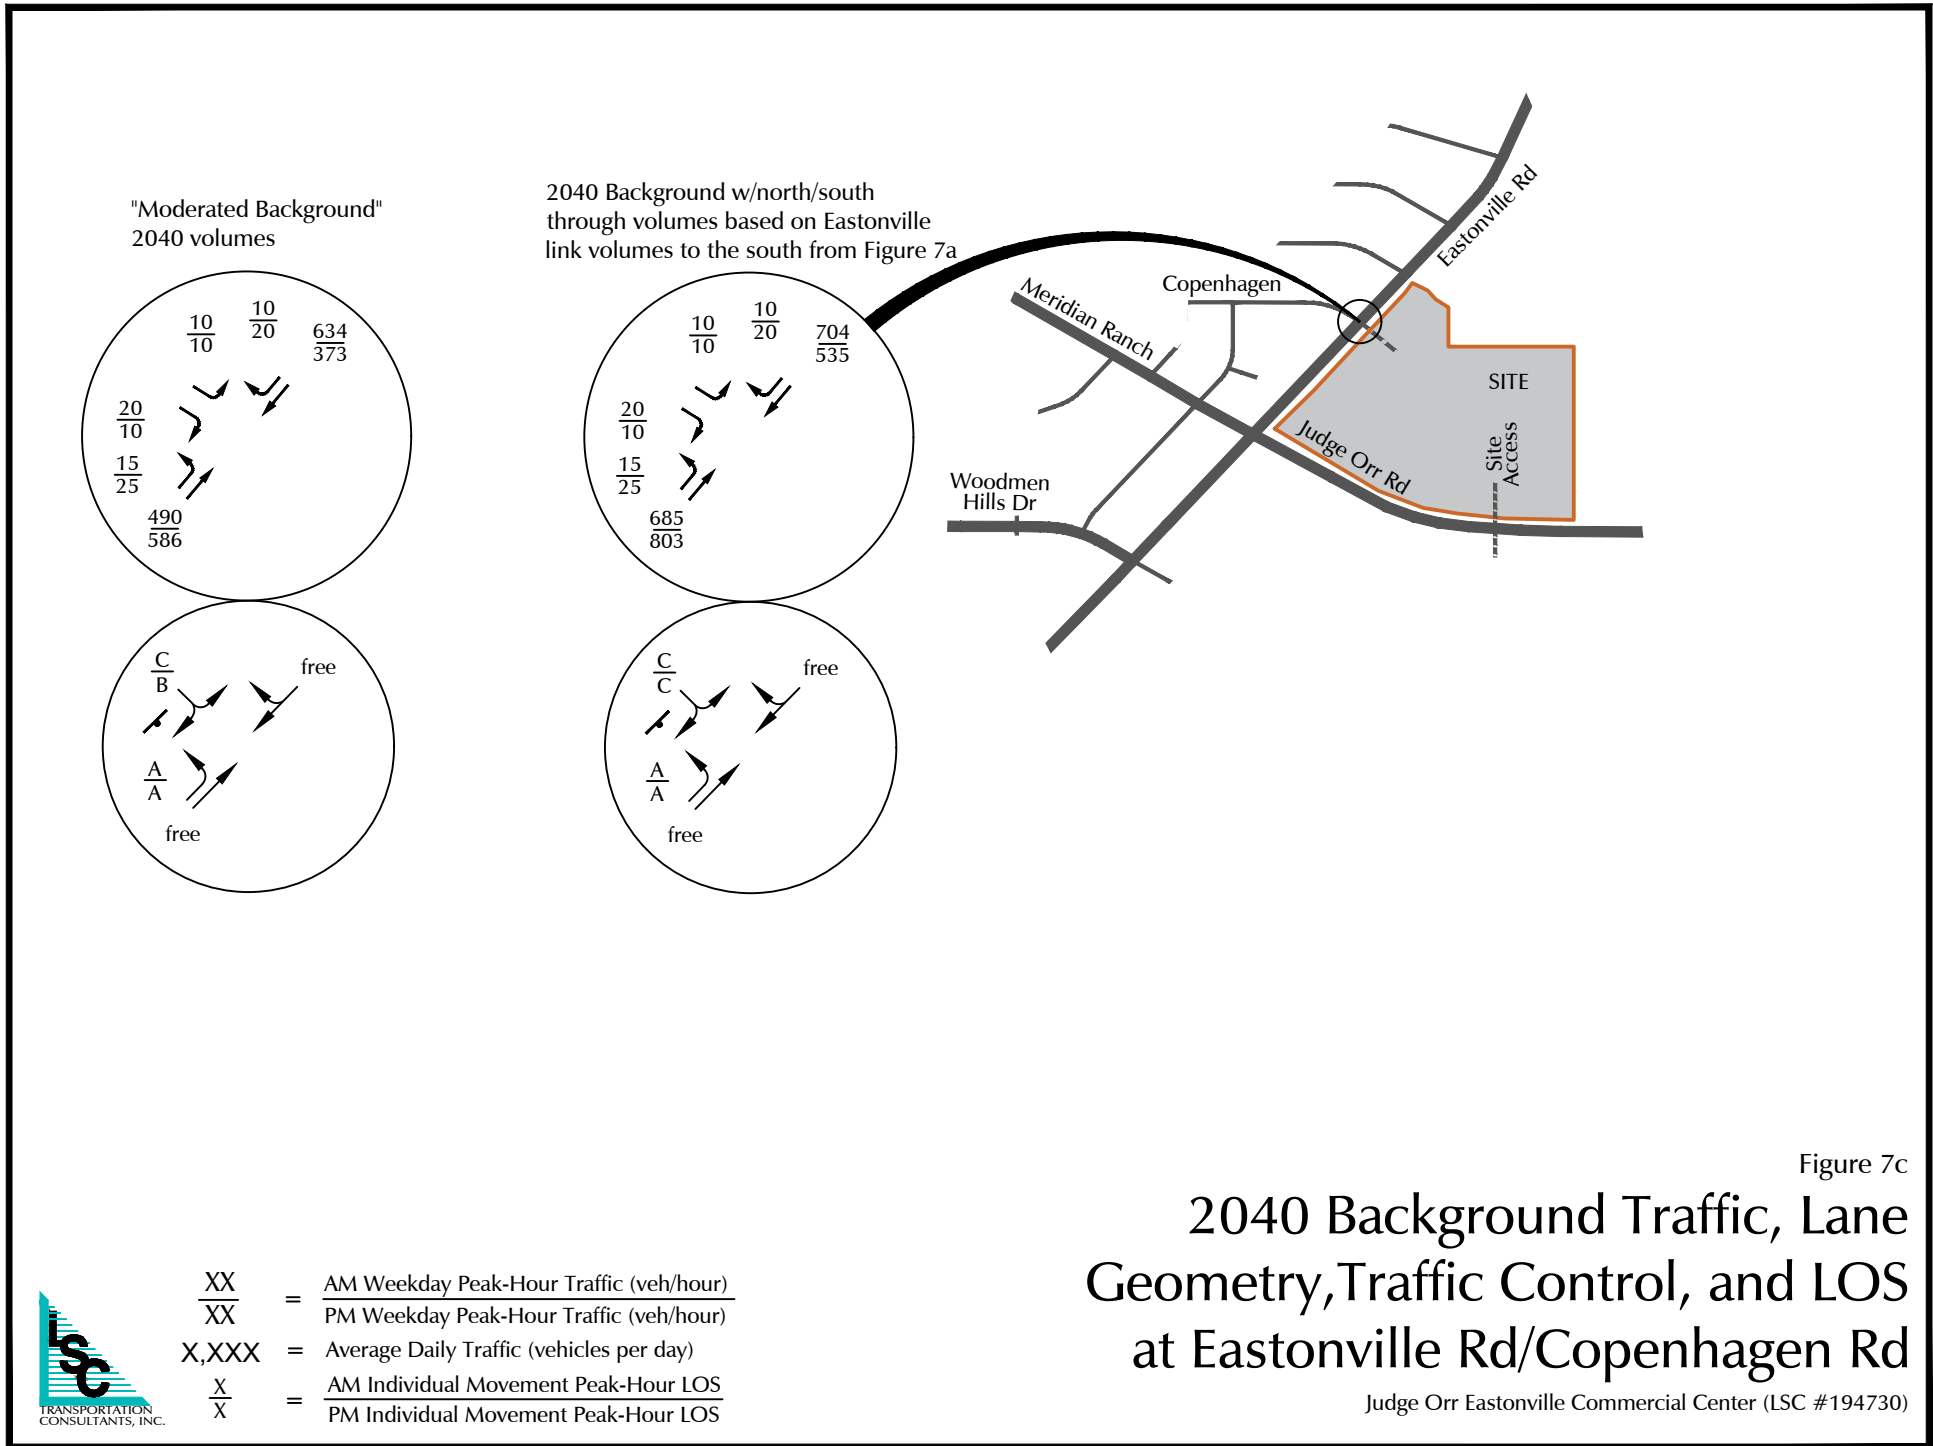 "Moderated Background"
2040 volumes
10
10
10
20
634
373
20
10
15
25
490
586
C
B
free
A
A
free
2040 Background w/north/south
through volumes based on Eastonville
link volumes to the south from Figure 7a
10
10
10
20
704
535
20
10
15
25
685
803
C
C
free
A
A
free
Eastonville Rd
Copenhagen
Meridian Ranch
SITE
Judge Orr Rd
Site
Access
Woodmen
Hills Dr
Figure 7c
2040 Background Traffic, Lane
Geometry,Traffic Control, and LOS
at Eastonville Rd/Copenhagen Rd
Judge Orr Eastonville Commercial Center (LSC #194730)
LSC
TRANSPORTATION
CONSULTANTS, INC.
XX
XX
=
AM Weekday Peak-Hour Traffic (veh/hour)
PM Weekday Peak-Hour Traffic (veh/hour)
X,XXX = Average Daily Traffic (vehicles per day)
X
X
=
AM Individual Movement Peak-Hour LOS
PM Individual Movement Peak-Hour LOS